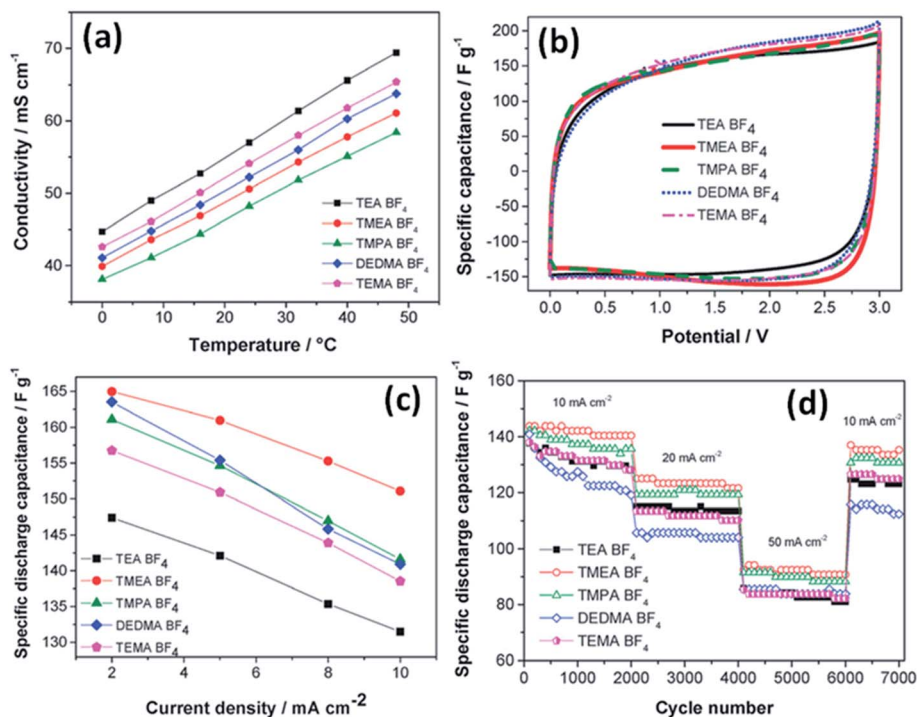 (a)
Conductivity / mS cm⁻¹
70
60
50
40
TEA BF₄
TMEA BF₄
TMPA BF₄
DEDMA BF₄
TEMA BF₄
0 10 20 30 40 50
Temperature / °C
(b)
Specific capacitance / F g⁻¹
200
150
100
50
0
-50
-100
-150
TEA BF₄
TMEA BF₄
TMPA BF₄
DEDMA BF₄
TEMA BF₄
0.0 0.5 1.0 1.5 2.0 2.5 3.0
Potential / V
(c)
Specific discharge capacitance / F g⁻¹
165
160
155
150
145
140
135
130
TEA BF₄
TMEA BF₄
TMPA BF₄
DEDMA BF₄
TEMA BF₄
2 4 6 8 10
Current density / mA cm⁻²
(d)
Specific discharge capacitance / F g⁻¹
160
140
120
100
80
60
10 mA cm⁻²
20 mA cm⁻²
50 mA cm⁻²
10 mA cm⁻²
TEA BF₄
TMEA BF₄
TMPA BF₄
DEDMA BF₄
TEMA BF₄
0 1000 2000 3000 4000 5000 6000 7000
Cycle number